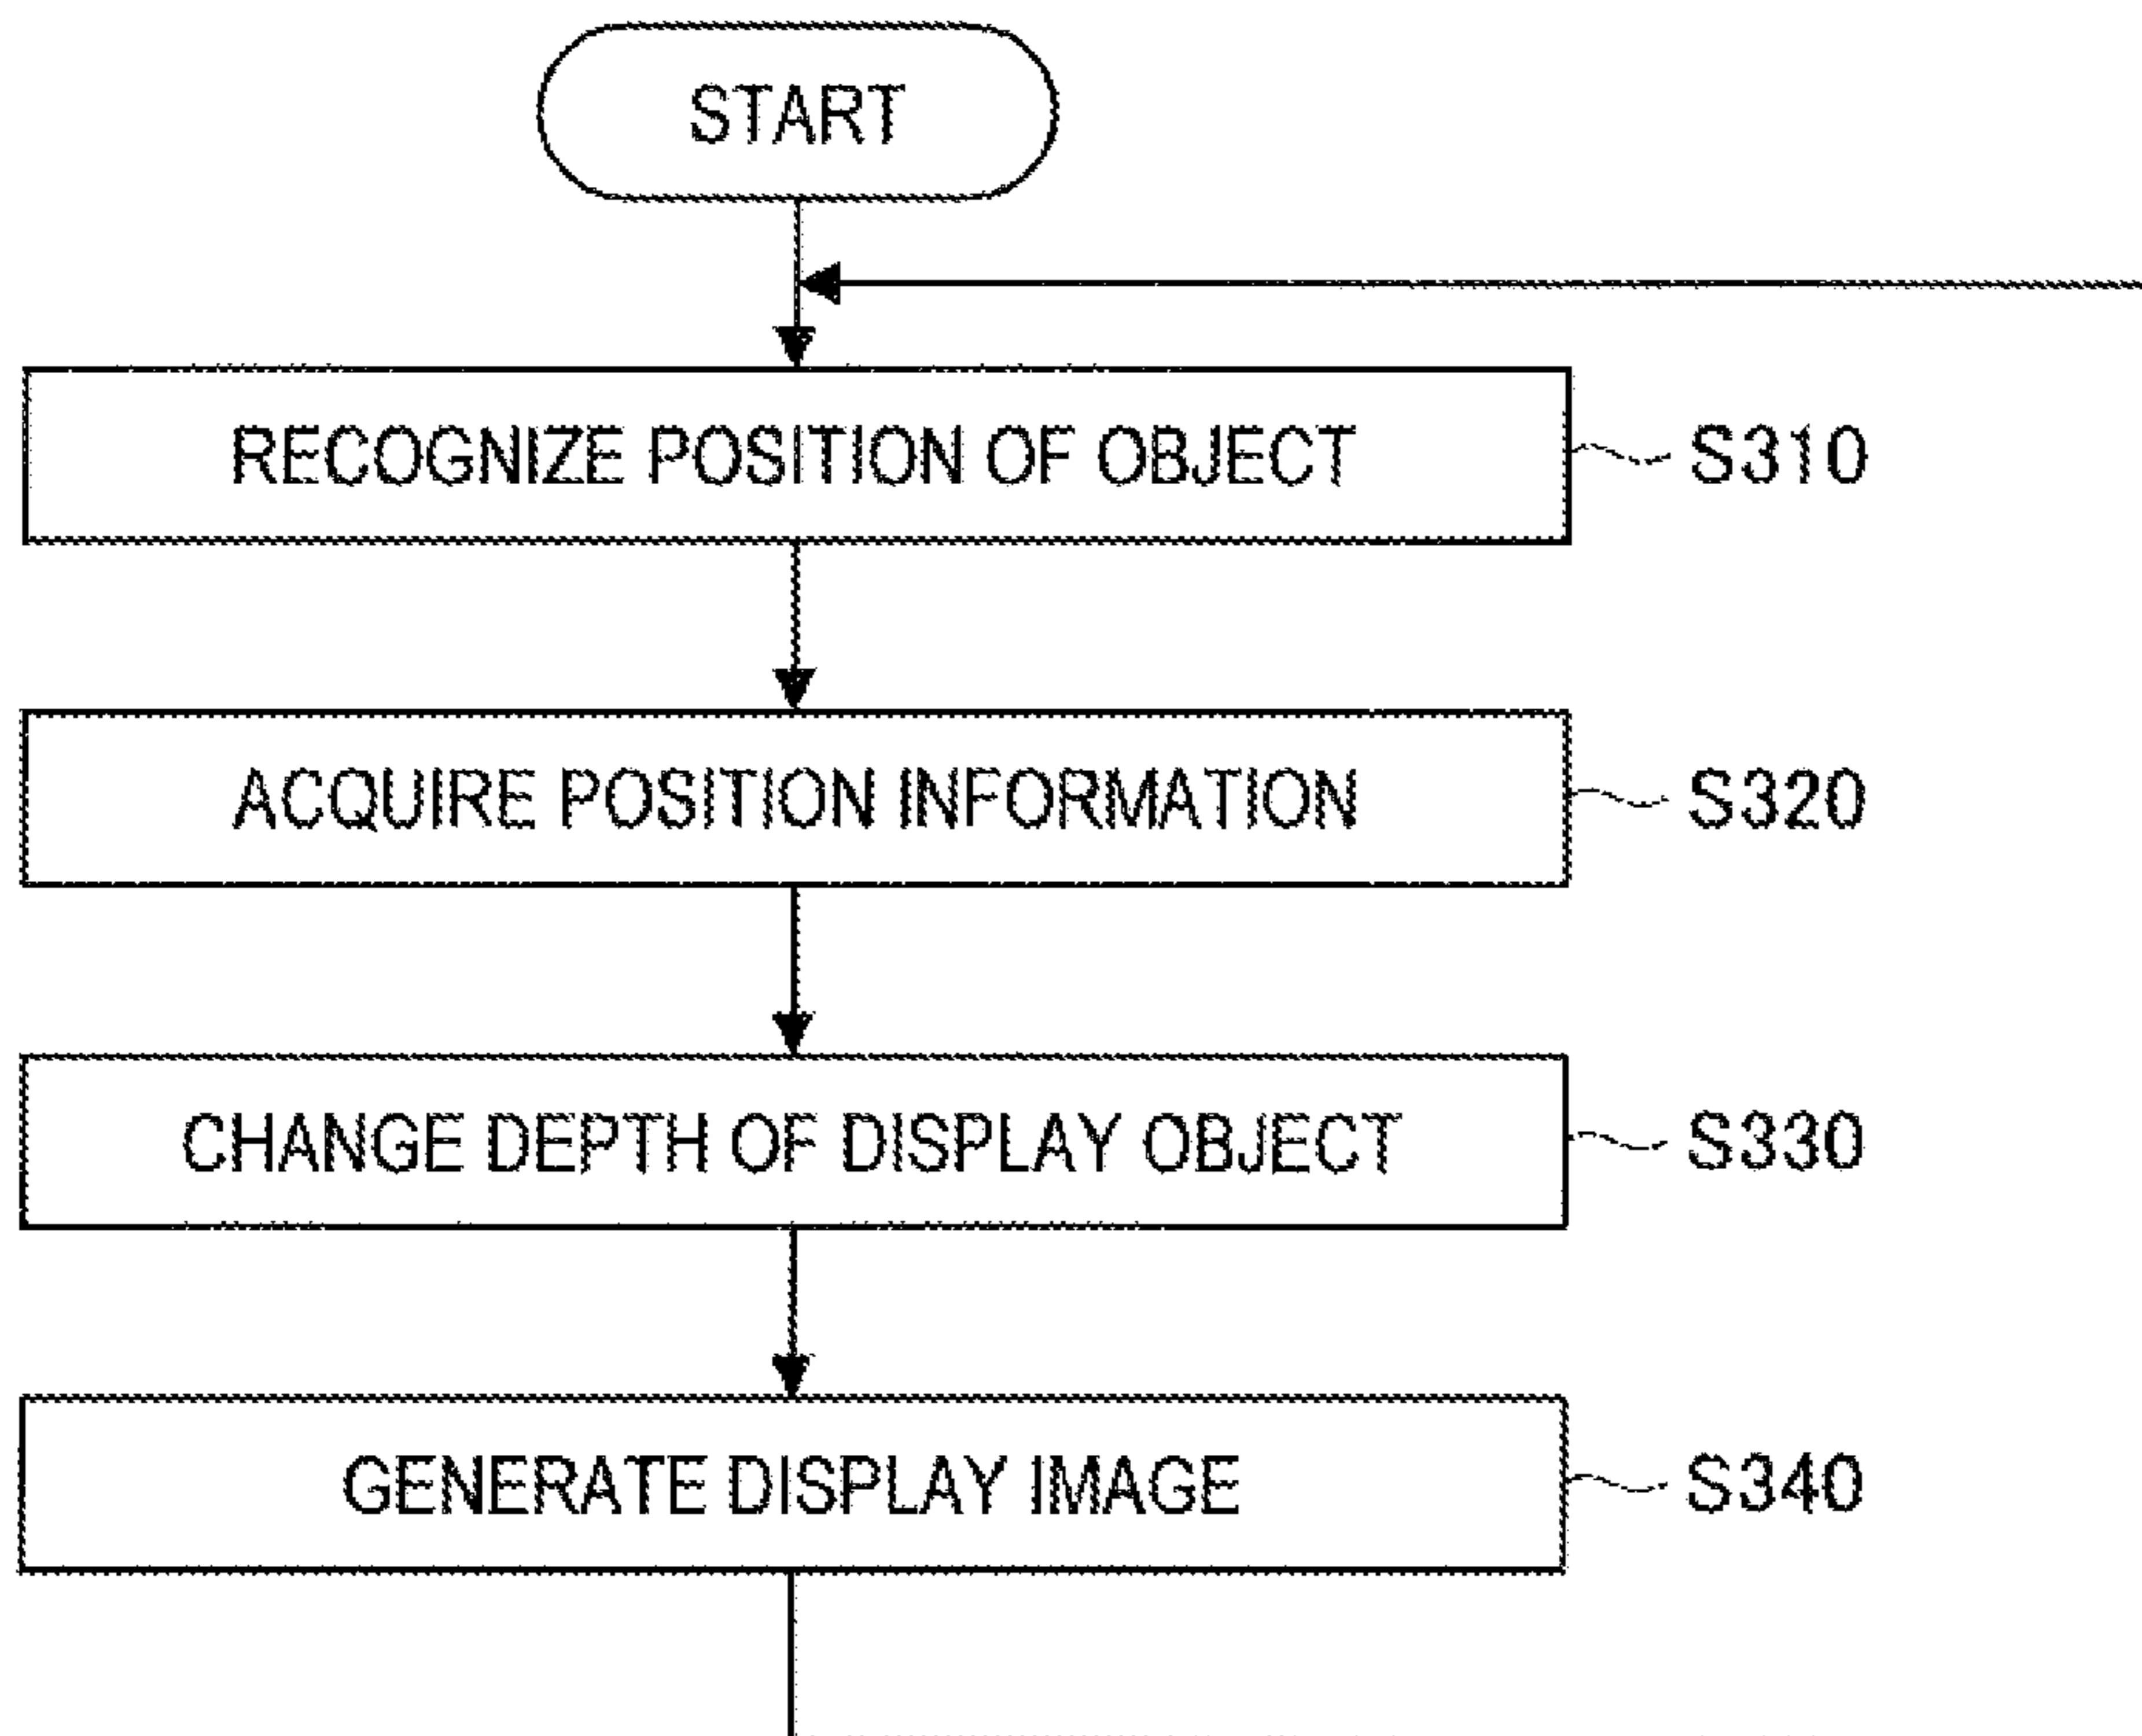 START
RECOGNIZE POSITION OF OBJECT
S310
ACQUIRE POSITION INFORMATION
S320
CHANGE DEPTH OF DISPLAY OBJECT
S330
GENERATE DISPLAY IMAGE
S340